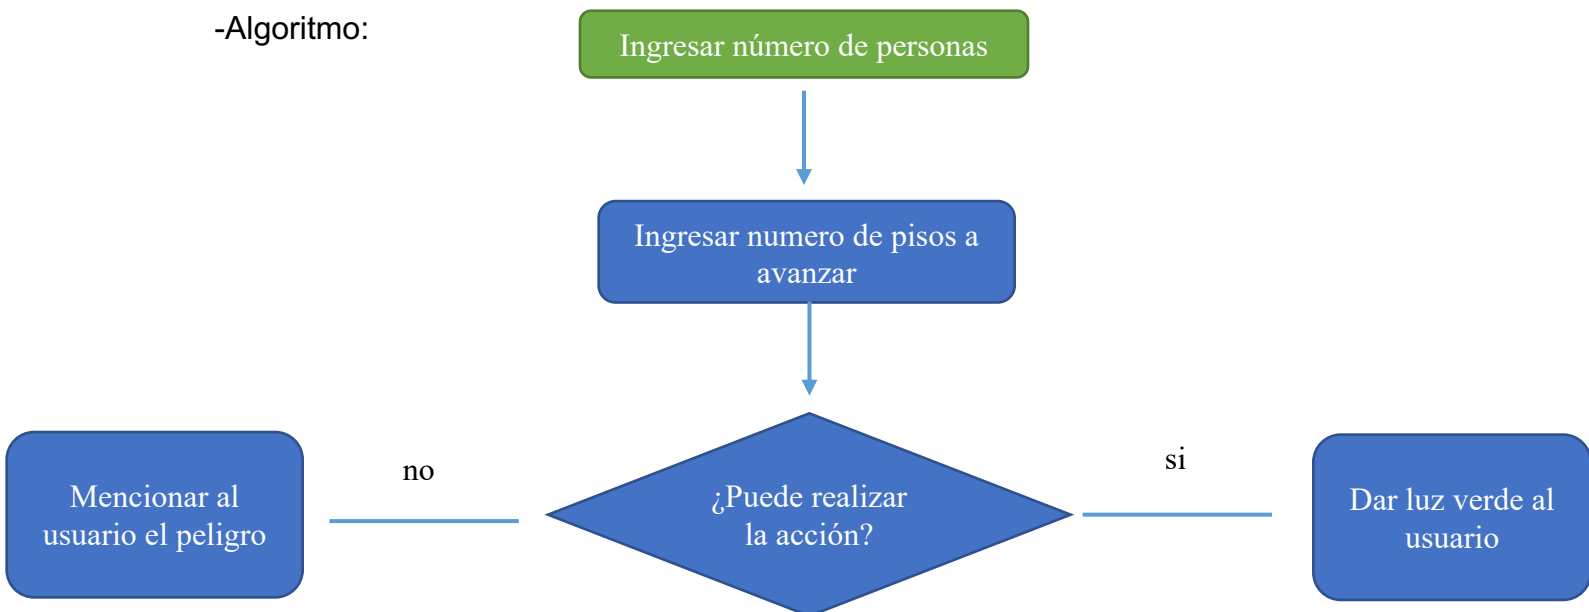 -Algoritmo:
Ingresar número de personas
Ingresar numero de pisos a
avanzar
no
si
Mencionar al
usuario el peligro
¿Puede realizar
la acción?
Dar luz verde al
usuario